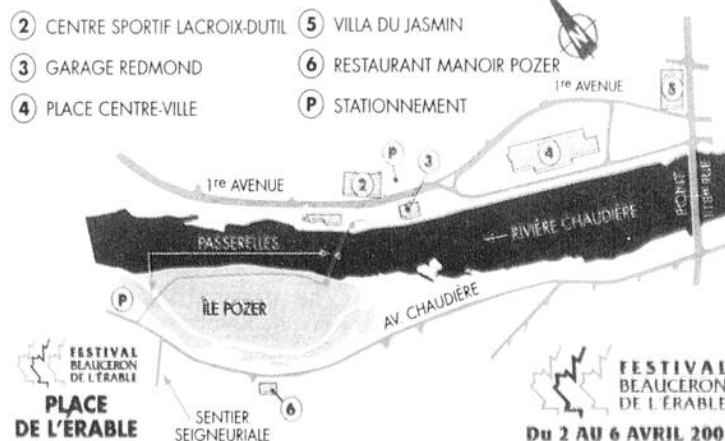 2 CENTRE SPORTIF LACROIX-DUTIL
3 GARAGE REDMOND
4 PLACE CENTRE-VILLE
5 VILLA DU JASMIN
6 RESTAURANT MANOIR POZER
P STATIONNEMENT
N
1re AVENUE
5
P
3
4
2
1re AVENUE
PONT
RUE
PASSERELLES
RIVIÈRE CHAUDIÈRE
P
ÎLE POZER
AV. CHAUDIÈRE
FESTIVAL
BEAUCERON
DE L'ÉRABLE
PLACE
DE L'ÉRABLE
SENTIER
SEIGNEURIALE
6
FESTIVAL
BEAUCERON
DE L'ÉRABLE
Du 2 AU 6 AVRIL 200